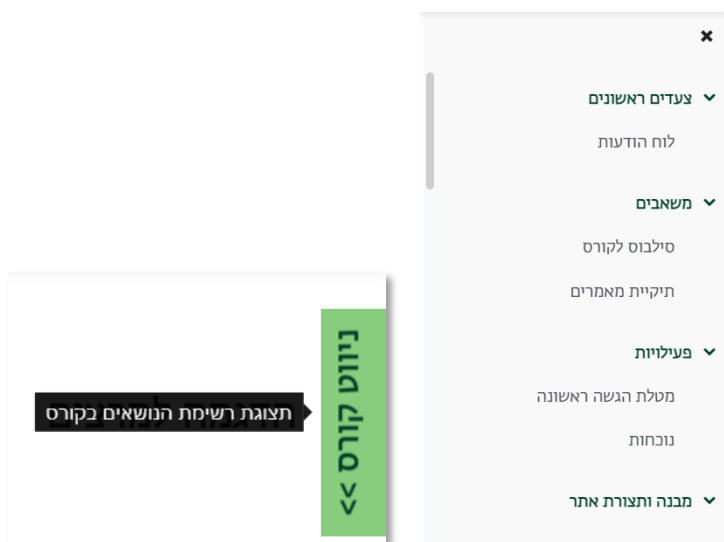 צעדים ראשונים
לוח הודעות
משאבים
סילבוס לקורס
תיקיית מאמרים
פעילויות
מטלת הגשה ראשונה
נוכחות
מבנה ותצורת אתר
ניווט קורס >>
תצוגת רשימת הנושאים בקורס